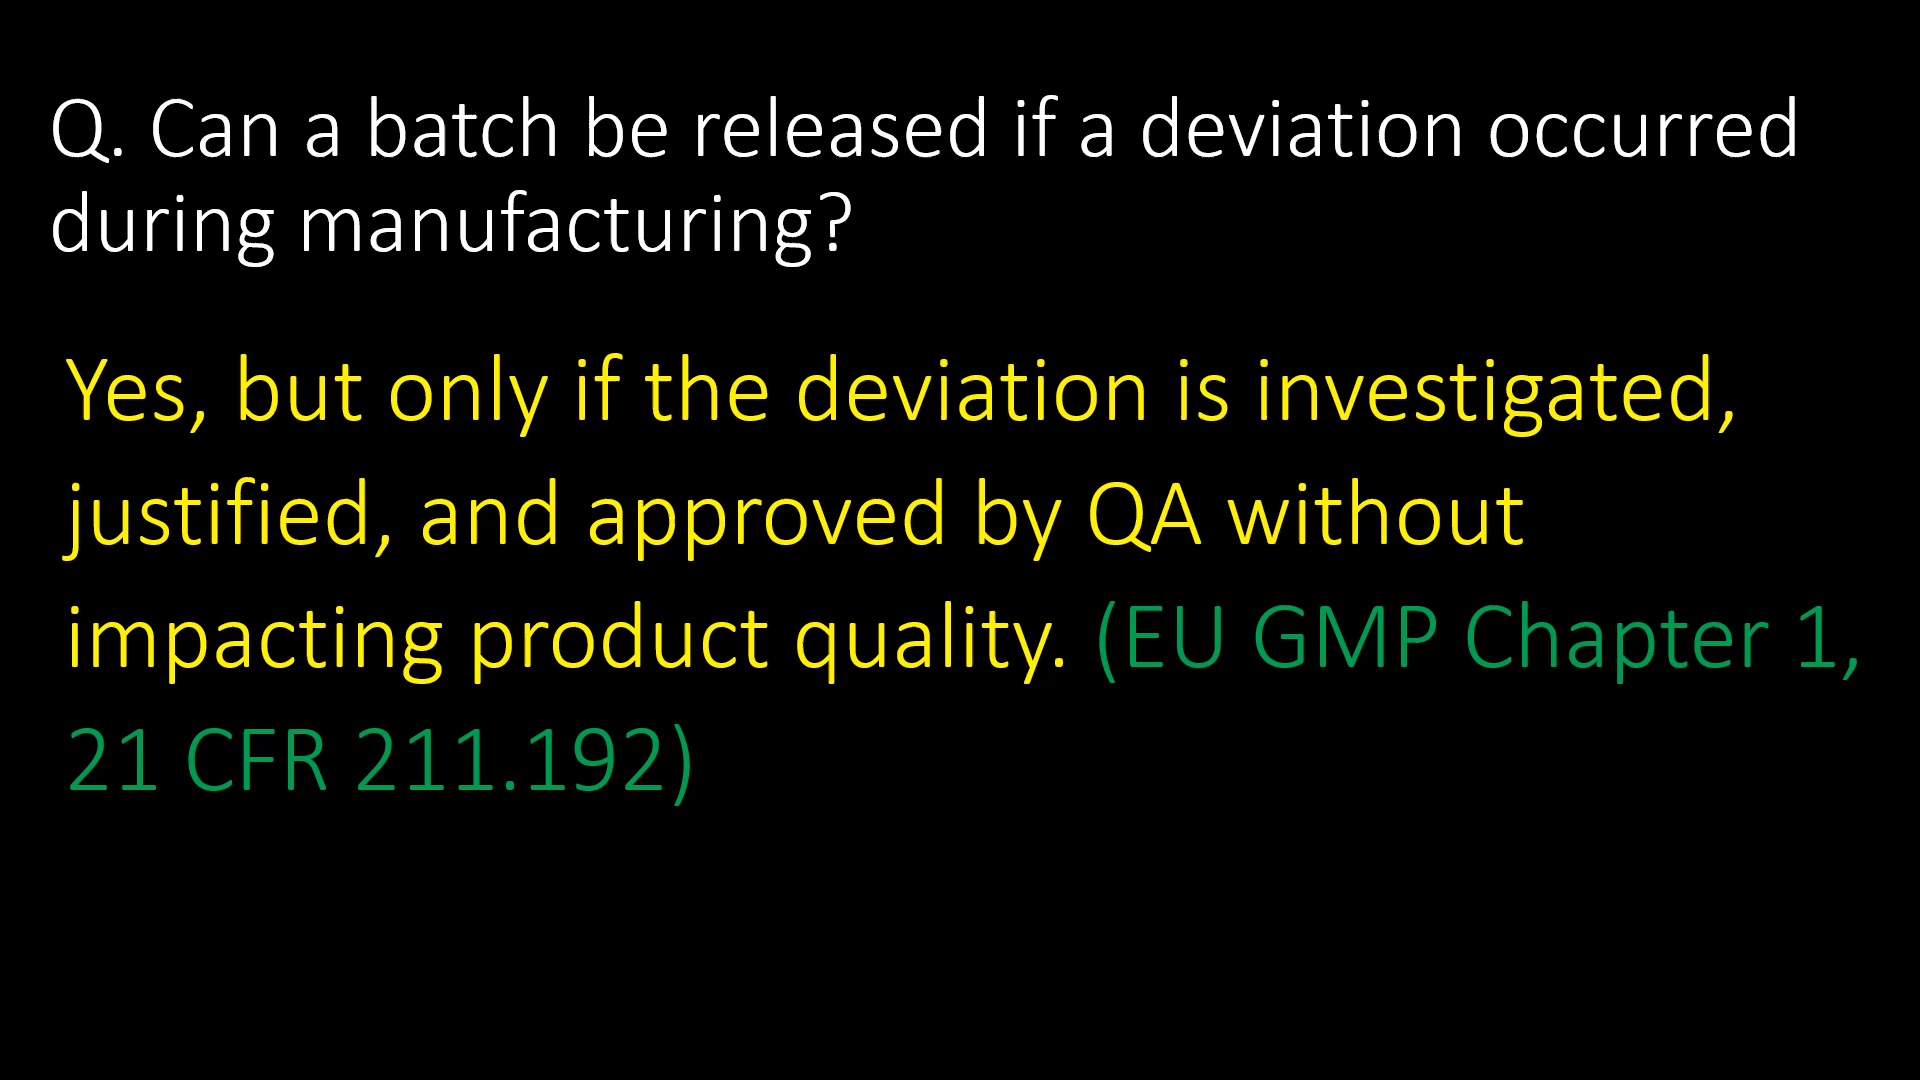 Q. Can a batch be released if a deviation occurred
during manufacturing?
Yes, but only if the deviation is investigated,
justified, and approved by QA without
impacting product quality. (EU GMP Chapter 1,
21 CFR 211.192)